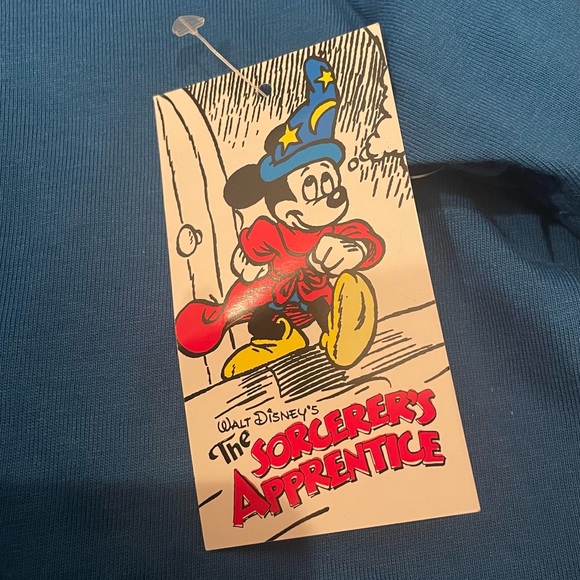 WALT DISNEY'S
The SORCERER'S
APPRENTICE